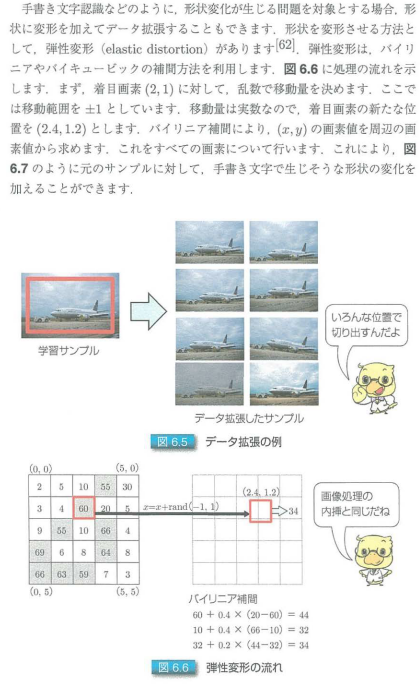 手書き文字認識などのように，形状変化が生じる問題を対象とする場合，形
状に変形を加えてデータ拡張することもできます．形状を変形させる方法と
して，弾性変形（elastic distortion）があります[62]．弾性変形は，バイリ
ニアやバイキュービックの補間方法を利用します．図 6.6 に処理の流れを示
します．まず，着目画素 (2, 1) に対して，乱数で移動量を決めます．ここで
は移動範囲を ±1 としています．移動量は実数なので，着目画素の新たな位
置を (2.4, 1.2) とします．バイリニア補間により，(x, y) の画素値を周辺の画
素値から求めます．これをすべての画素について行います．これにより，図
6.7 のように元のサンプルに対して，手書き文字で生じそうな形状の変化を
加えることができます．
学習サンプル
いろんな位置で
切り出すんだよ
データ拡張したサンプル
図 6.5 データ拡張の例
(0, 0) (5, 0)
2 5 10 55 30
3 4 60 20 5
9 55 10 66 4
69 6 8 64 8
66 63 59 7 3
(0, 5) (5, 5)
x=x+rand(−1, 1)
(2.4, 1.2)
34
画像処理の
内挿と同じだね
バイリニア補間
60 + 0.4 × (20−60) = 44
10 + 0.4 × (66−10) = 32
32 + 0.2 × (44−32) = 34
図 6.6 弾性変形の流れ